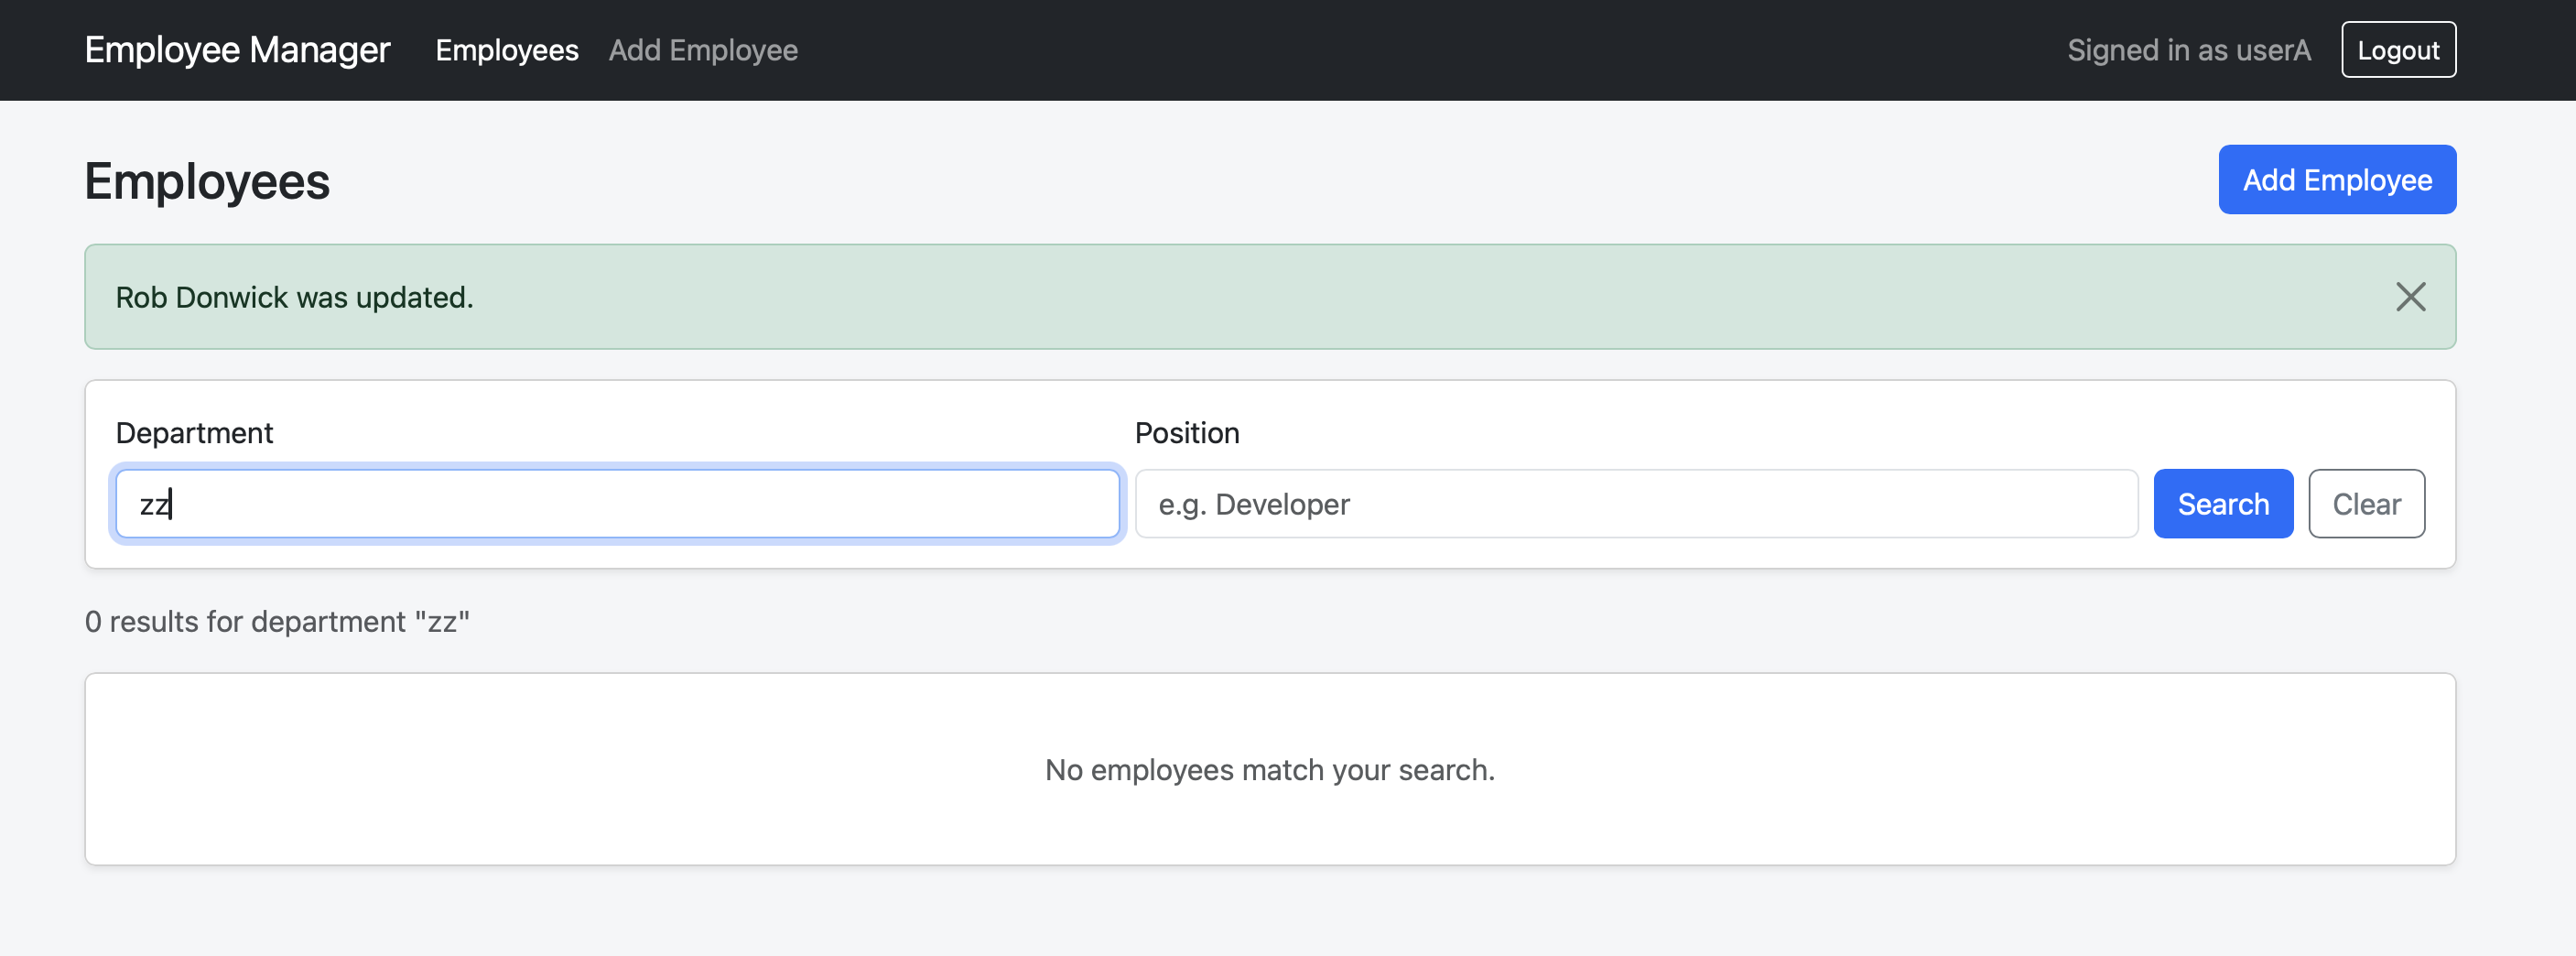 Employee Manager Employees Add Employee Signed in as userA Logout
Employees Add Employee
Rob Donwick was updated.
Department Position
zz e.g. Developer Search Clear
0 results for department "zz"
No employees match your search.